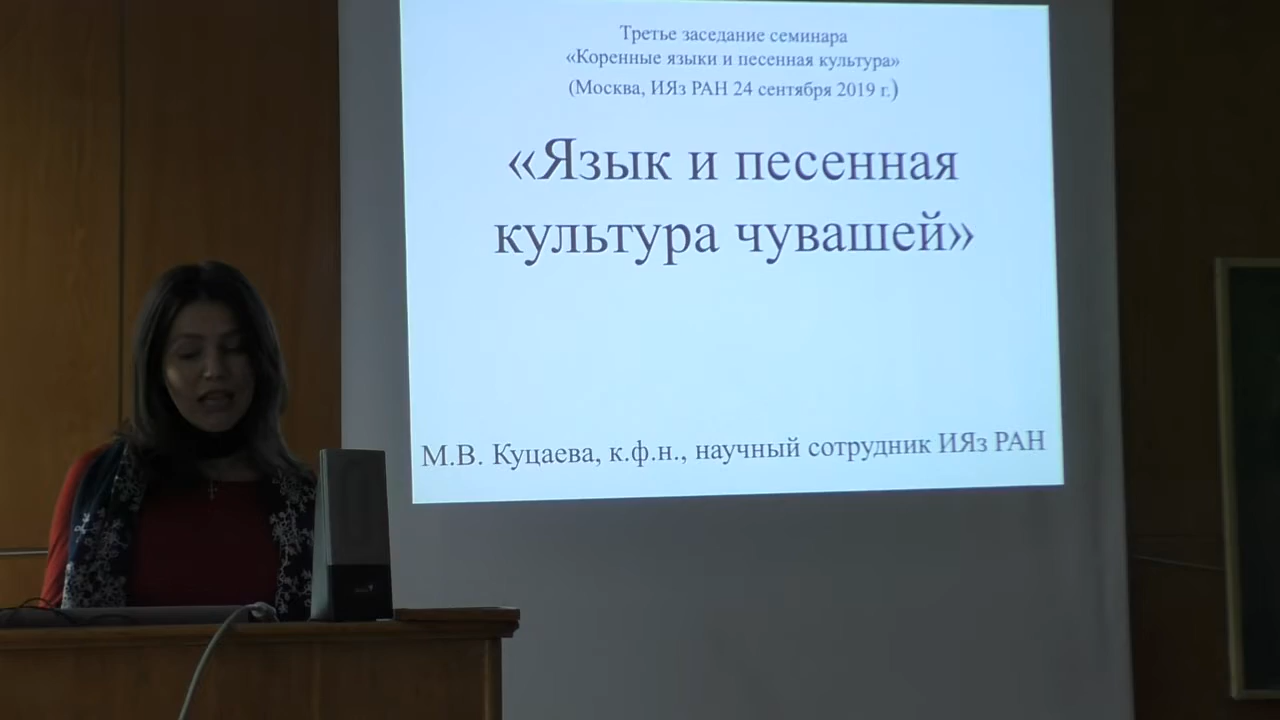 Третье заседание семинара
«Коренные языки и песенная культура»
(Москва, ИЯз РАН 24 сентября 2019 г.)
«Язык и песенная
культура чувашей»
М.В. Куцаева, к.ф.н., научный сотрудник ИЯз РАН